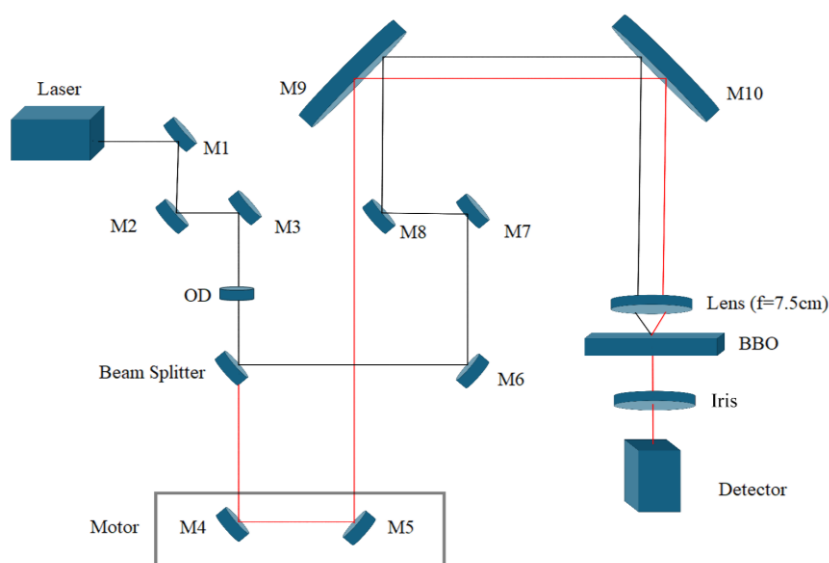 Laser
M1
M2
M3
M9
M10
M8
M7
OD
Lens (f=7.5cm)
BBO
Beam Splitter
M6
Iris
Detector
Motor
M4
M5